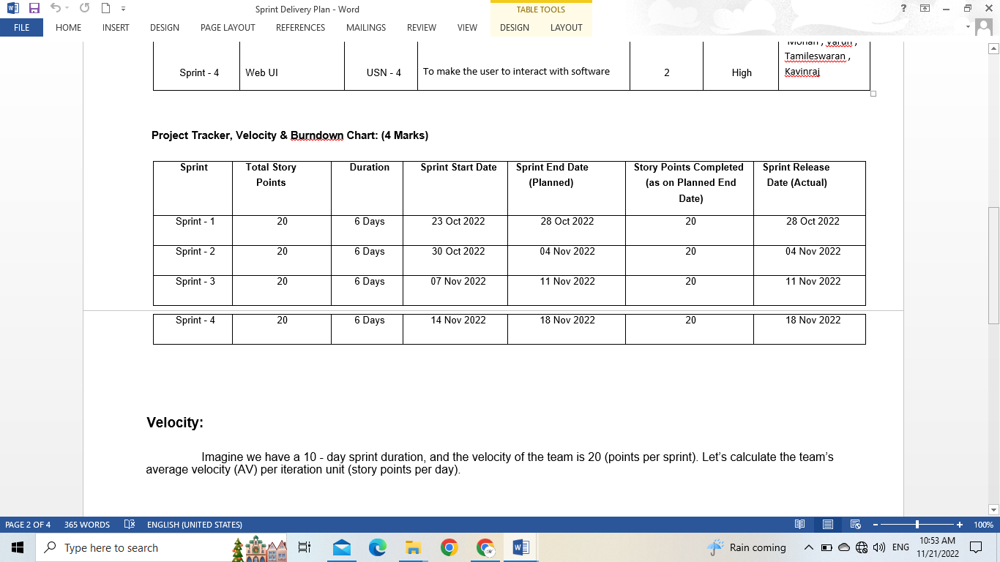 Sprint Delivery Plan - Word
TABLE TOOLS
?
FILE HOME INSERT DESIGN PAGE LAYOUT REFERENCES MAILINGS REVIEW VIEW DESIGN LAYOUT
Mohan , Varun ,
Tamileswaran ,
Sprint - 4 Web UI USN - 4 To make the user to interact with software 2 High Kavinraj
Project Tracker, Velocity & Burndown Chart: (4 Marks)
Sprint Total Story Duration Sprint Start Date Sprint End Date Story Points Completed Sprint Release
Points (Planned) (as on Planned End Date (Actual)
Date)
Sprint - 1 20 6 Days 23 Oct 2022 28 Oct 2022 20 28 Oct 2022
Sprint - 2 20 6 Days 30 Oct 2022 04 Nov 2022 20 04 Nov 2022
Sprint - 3 20 6 Days 07 Nov 2022 11 Nov 2022 20 11 Nov 2022
Sprint - 4 20 6 Days 14 Nov 2022 18 Nov 2022 20 18 Nov 2022
Velocity:
Imagine we have a 10 - day sprint duration, and the velocity of the team is 20 (points per sprint). Let’s calculate the team’s
average velocity (AV) per iteration unit (story points per day).
PAGE 2 OF 4 365 WORDS ENGLISH (UNITED STATES) 100%
Type here to search Rain coming ENG 10:53 AM
11/21/2022